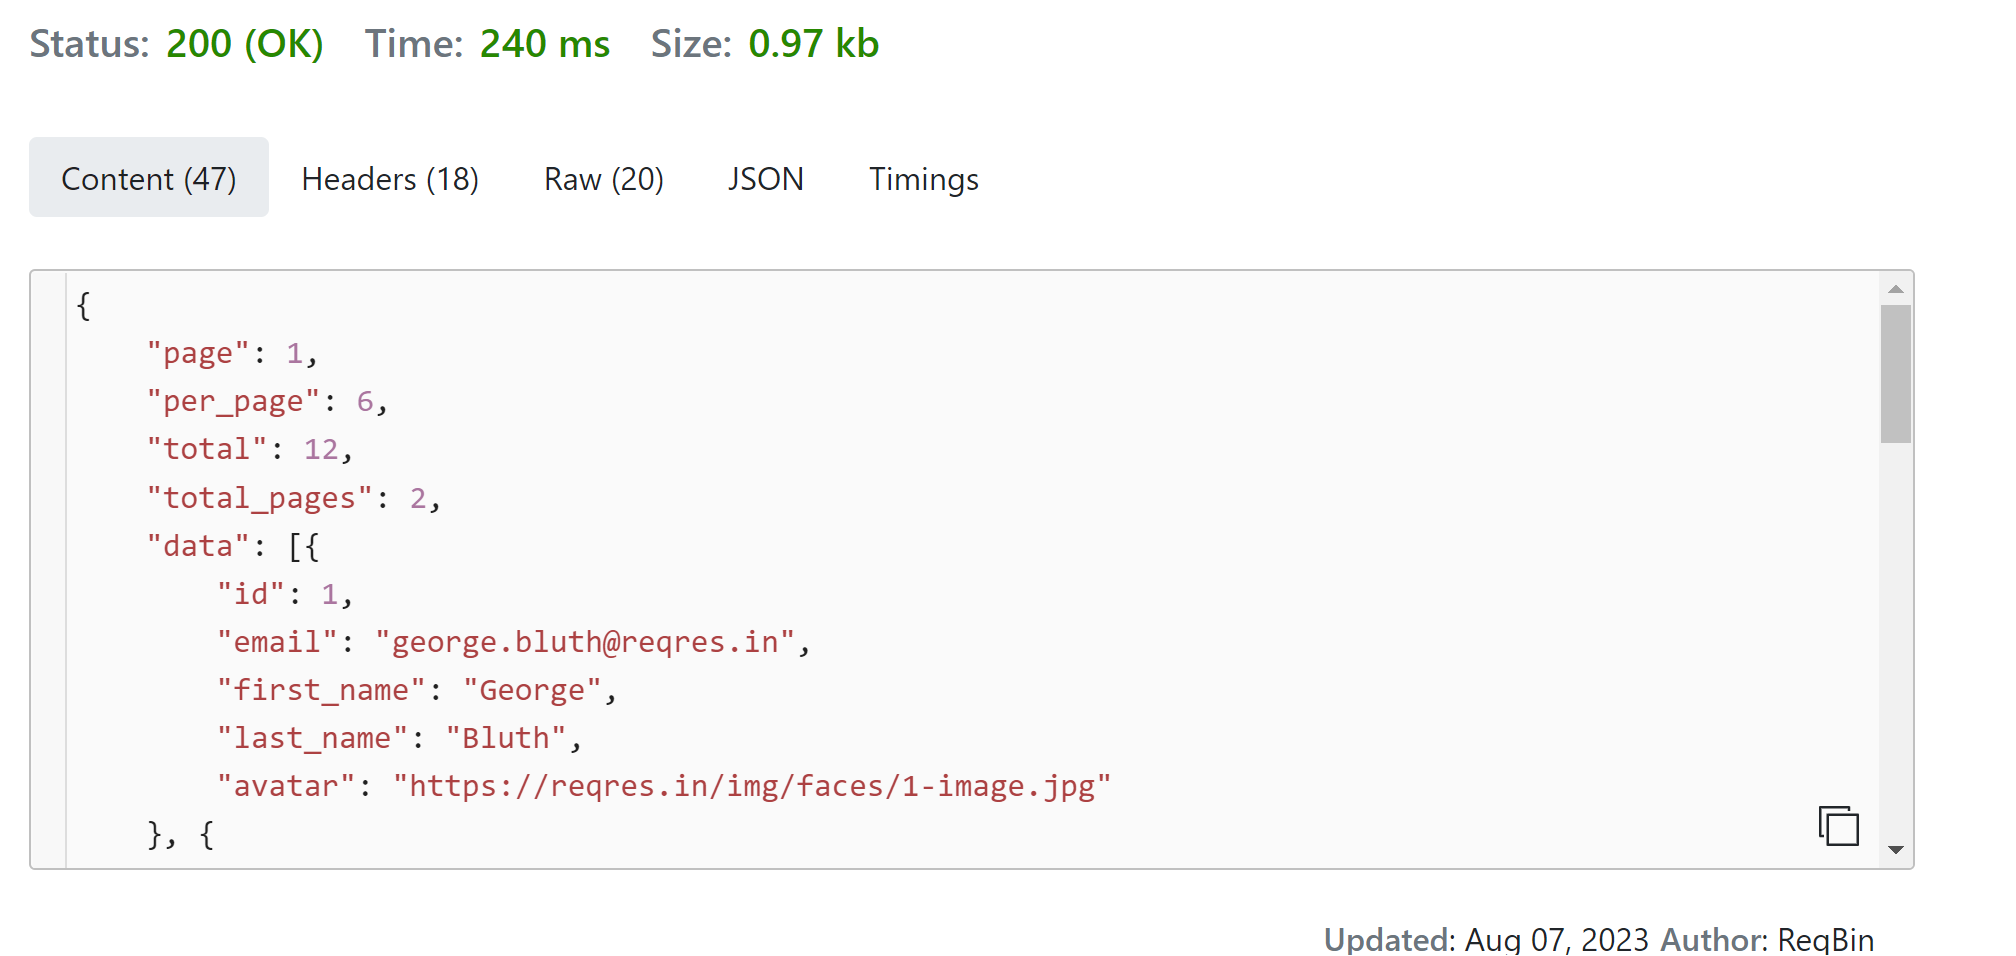 Status: 200 (OK) Time: 240 ms Size: 0.97 kb
Content (47) Headers (18) Raw (20) JSON Timings
{
    "page": 1,
    "per_page": 6,
    "total": 12,
    "total_pages": 2,
    "data": [{
        "id": 1,
        "email": "george.bluth@reqres.in",
        "first_name": "George",
        "last_name": "Bluth",
        "avatar": "https://reqres.in/img/faces/1-image.jpg"
    }, {
Updated: Aug 07, 2023 Author: ReqBin